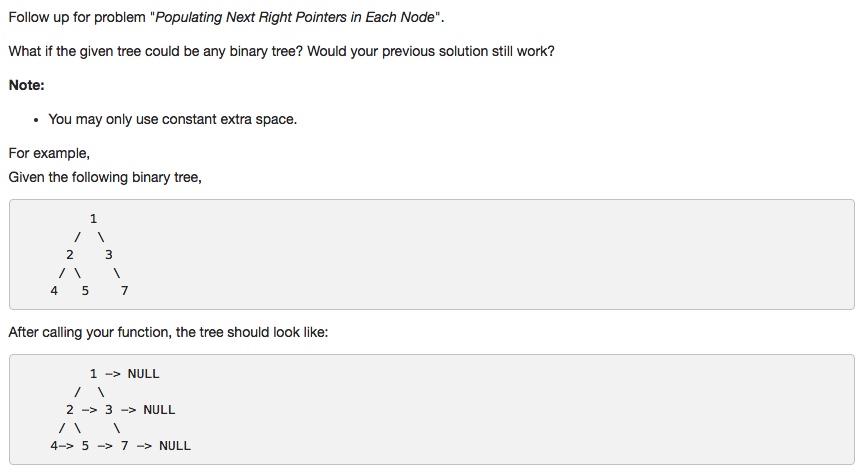 Follow up for problem "Populating Next Right Pointers in Each Node".
What if the given tree could be any binary tree? Would your previous solution still work?
Note:
• You may only use constant extra space.
For example,
Given the following binary tree,
         1
       /  \
      2    3
     / \    \
    4   5    7
After calling your function, the tree should look like:
         1 -> NULL
       /  \
      2 -> 3 -> NULL
     / \    \
    4-> 5 -> 7 -> NULL